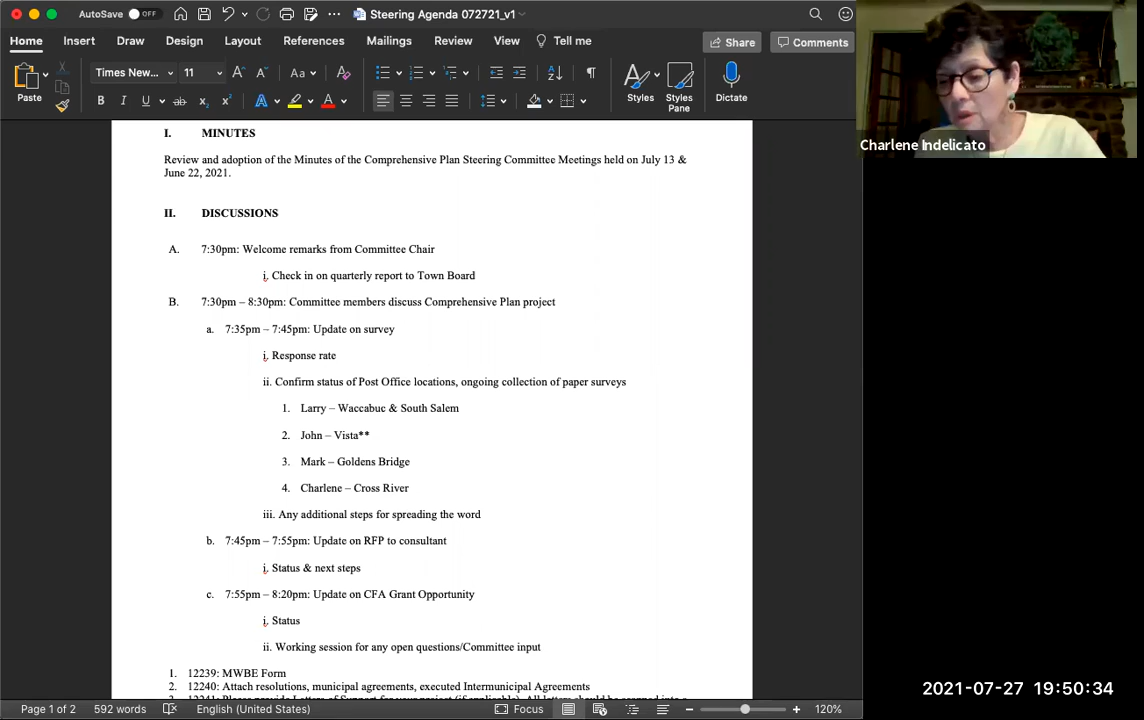 AutoSave OFF Steering Agenda 072721_v1
Home Insert Draw Design Layout References Mailings Review View Tell me Share Comments
Times New... 11 Aa
Paste Styles Styles Pane Dictate
I. MINUTES
Review and adoption of the Minutes of the Comprehensive Plan Steering Committee Meetings held on July 13 &
June 22, 2021.
II. DISCUSSIONS
A. 7:30pm: Welcome remarks from Committee Chair
i. Check in on quarterly report to Town Board
B. 7:30pm – 8:30pm: Committee members discuss Comprehensive Plan project
a. 7:35pm – 7:45pm: Update on survey
i. Response rate
ii. Confirm status of Post Office locations, ongoing collection of paper surveys
1. Larry – Waccabuc & South Salem
2. John – Vista**
3. Mark – Goldens Bridge
4. Charlene – Cross River
iii. Any additional steps for spreading the word
b. 7:45pm – 7:55pm: Update on RFP to consultant
i. Status & next steps
c. 7:55pm – 8:20pm: Update on CFA Grant Opportunity
i. Status
ii. Working session for any open questions/Committee input
1. 12239: MWBE Form
2. 12240: Attach resolutions, municipal agreements, executed Intermunicipal Agreements
Page 1 of 2 592 words English (United States) Focus 120%
Charlene Indelicato
2021-07-27 19:50:34